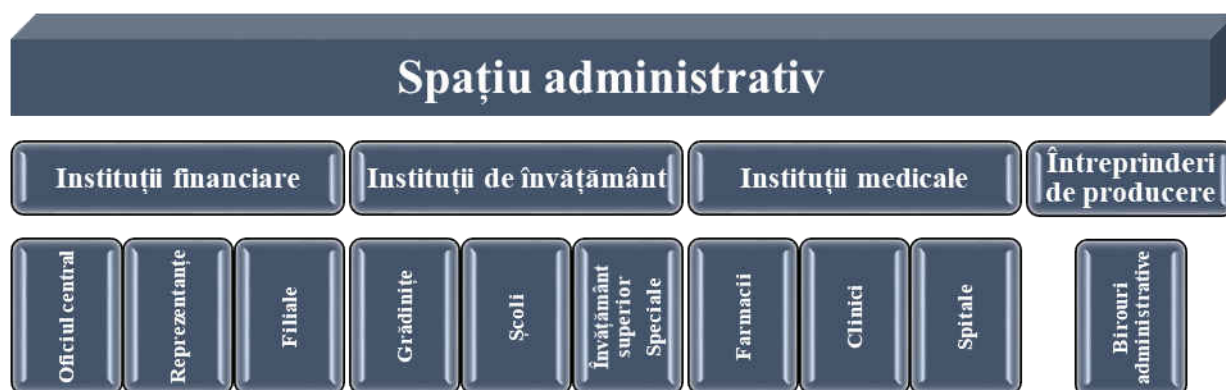 Spațiu administrativ
Instituții financiare
Instituții de învățământ
Instituții medicale
Întreprinderi
de producere
Oficiul central
Reprezentanțe
Filiale
Grădinițe
Școli
Învățământ
superior
Speciale
Farmacii
Clinici
Spitale
Birouri
administrative